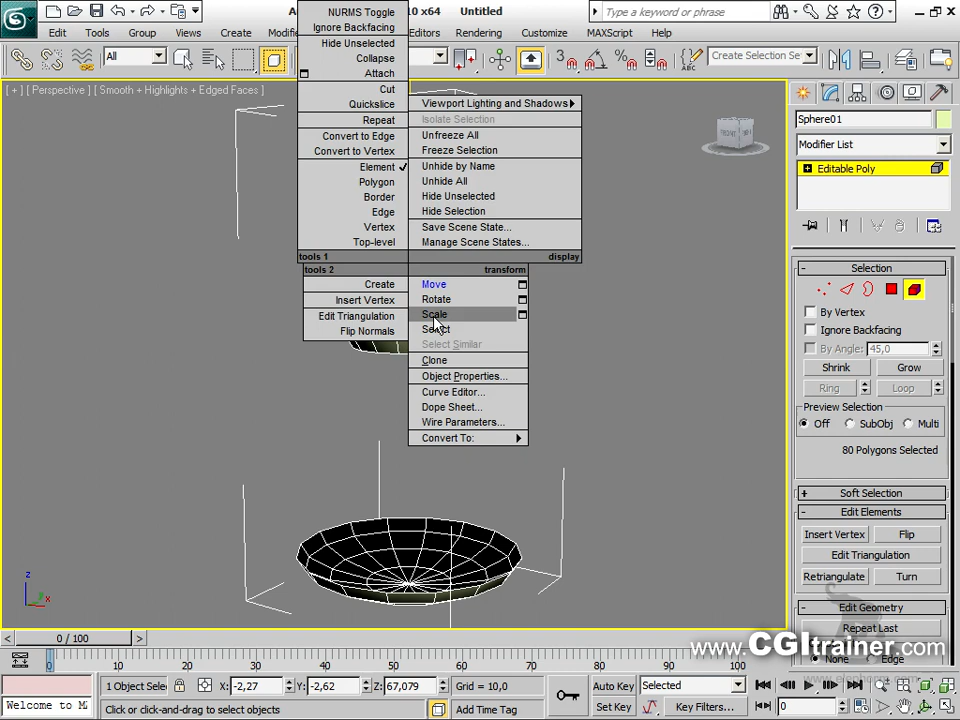 NURMS Toggle
10 x64 Untitled
Type a keyword or phrase
Edit
Tools
Group
Views
Create
Modifi
Editors
Rendering
Customize
MAXScript
Help
Ignore Backfacing
Hide Unselected
Collapse
Attach
Cut
Quickslice
Repeat
Convert to Edge
Convert to Vertex
Element
Polygon
Border
Edge
Vertex
Top-level
tools 1
All
Create Selection Se
[ + ] [ Perspective ] [ Smooth + Highlights + Edged Faces ]
Viewport Lighting and Shadows
Isolate Selection
Unfreeze All
Freeze Selection
Unhide by Name
Unhide All
Hide Unselected
Hide Selection
Save Scene State...
Manage Scene States...
display
tools 2
transform
Create
Insert Vertex
Edit Triangulation
Flip Normals
Move
Rotate
Scale
Select
Select Similar
Clone
Object Properties...
Curve Editor...
Dope Sheet...
Wire Parameters...
Convert To:
FRONT
Sphere01
Modifier List
Editable Poly
Selection
By Vertex
Ignore Backfacing
By Angle: 45,0
Shrink
Grow
Ring
Loop
Preview Selection
Off
SubObj
Multi
80 Polygons Selected
Soft Selection
Edit Elements
Insert Vertex
Flip
Edit Triangulation
Retriangulate
Turn
Edit Geometry
Repeat Last
None
Edge
www.CGItrainer.com
z
x
0 / 100
0 10 20 30 40 50 60 70 80 90 100
1 Object Selec
X: -2,27
Y: -2,62
Z: 67,079
Grid = 10,0
Auto Key
Selected
Welcome to M
Click or click-and-drag to select objects
Add Time Tag
Set Key
Key Filters...
0